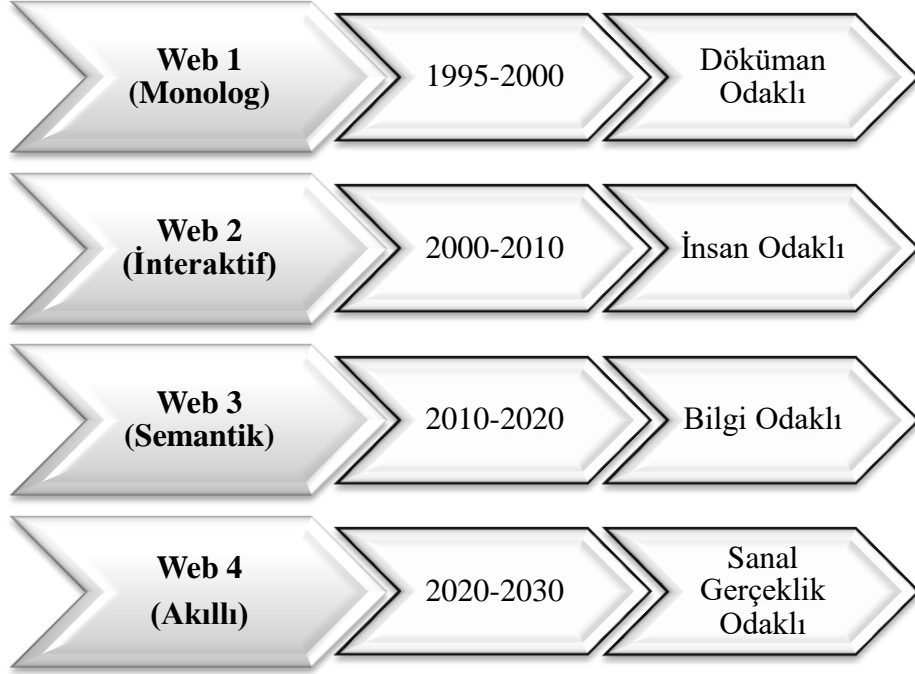 Web 1
(Monolog)
1995-2000
Döküman
Odaklı
Web 2
(İnteraktif)
2000-2010
İnsan Odaklı
Web 3
(Semantik)
2010-2020
Bilgi Odaklı
Web 4
(Akıllı)
2020-2030
Sanal
Gerçeklik
Odaklı